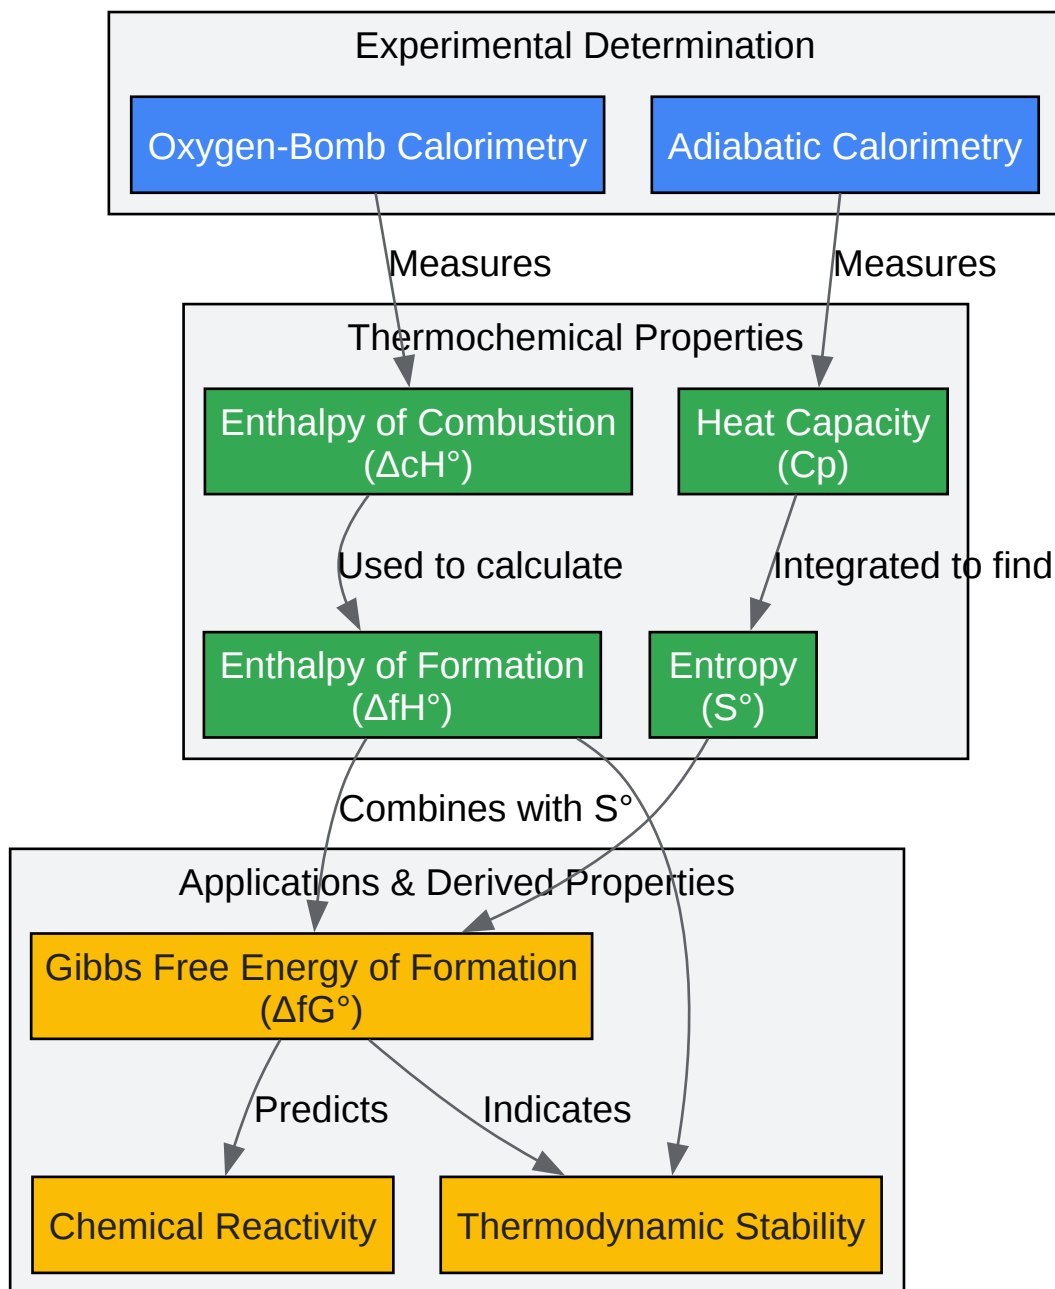 Experimental Determination
Oxygen-Bomb Calorimetry
Adiabatic Calorimetry
Measures
Measures
Thermochemical Properties
Enthalpy of Combustion
(ΔcH°)
Heat Capacity
(Cp)
Used to calculate
Integrated to find
Enthalpy of Formation
(ΔfH°)
Entropy
(S°)
Combines with S°
Applications & Derived Properties
Gibbs Free Energy of Formation
(ΔfG°)
Predicts
Indicates
Chemical Reactivity
Thermodynamic Stability